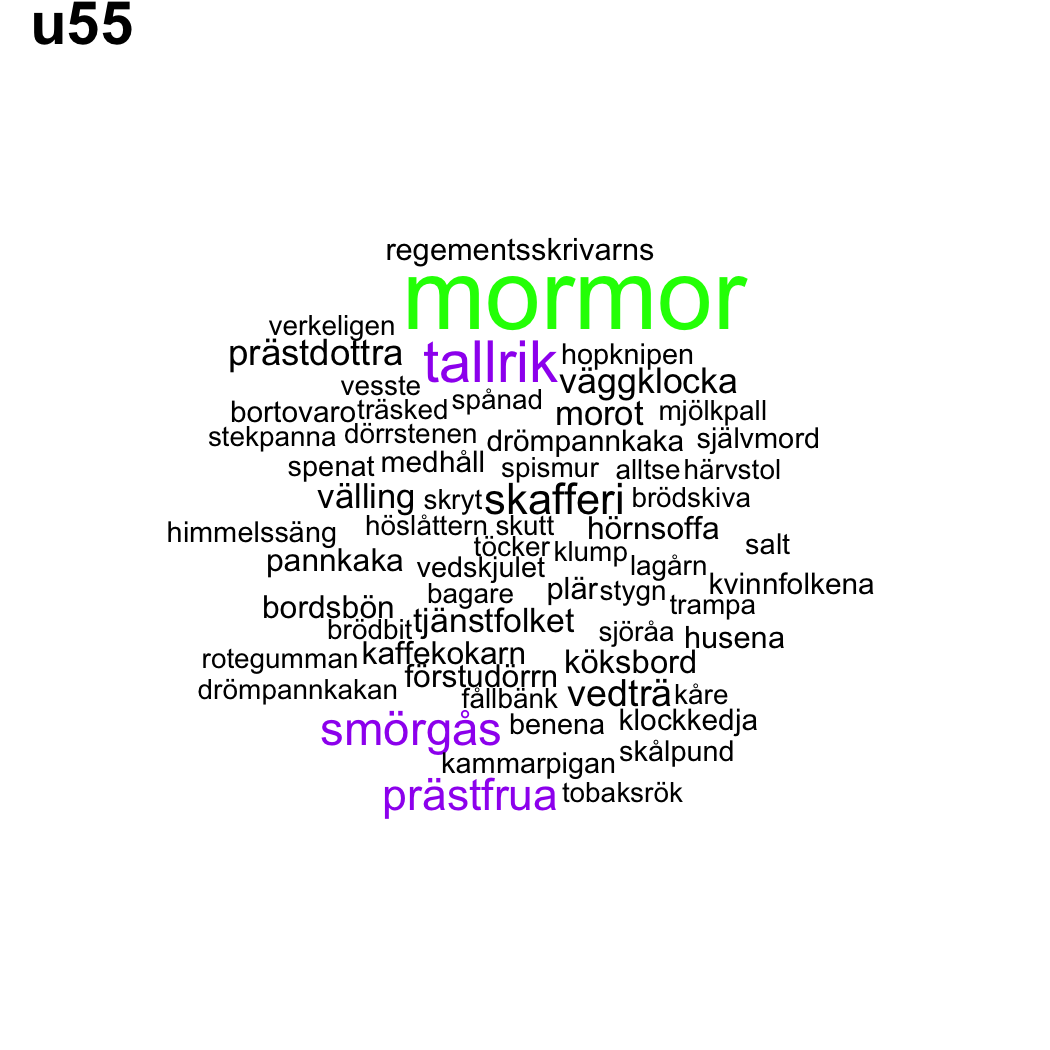 u55
regementsskrivarns
mormor
verkeligen
prästdottra tallrik hopknipen
vesste väggklocka
bortovaro träsked spånad morot mjölkpall
stekpanna dörrstenen drömpannkaka självmord
spenat medhåll spismur alltse härvstol
välling skryt skafferi brödskiva
himmelssäng höslåttern skutt hörnsoffa
töcker klump salt
pannkaka vedskjulet lagårn
bagare plär stygn kvinnfolkena
bordsbön trampa
brödbit tjänstfolket sjöråa husena
rotegumman kaffekokarn köksbord
drömpannkakan förstudörrn
fållbänk vedträ kåre
smörgås benena klockkedja
kammarpigan skålpund
prästfrua tobaksrök